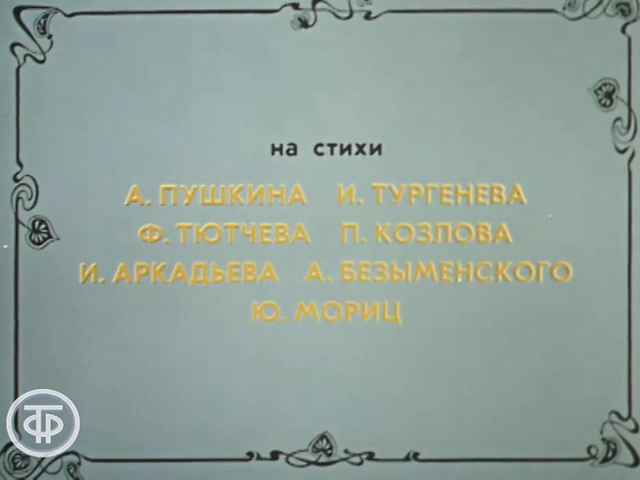 на стихи
А. ПУШКИНА И. ТУРГЕНЕВА
Ф. ТЮТЧЕВА П. КОЗЛОВА
И. АРКАДЬЕВА А. БЕЗЫМЕНСКОГО
Ю. МОРИЦ